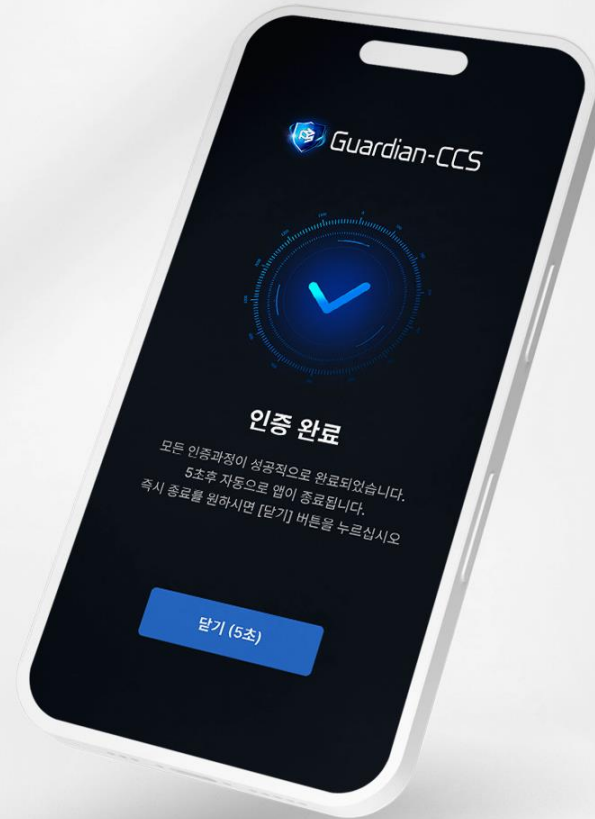 Guardian-CCS
인증 완료
모든 인증과정이 성공적으로 완료되었습니다.
5초후 자동으로 앱이 종료됩니다.
즉시 종료를 원하시면 [닫기] 버튼을 누르십시오
닫기 (5초)